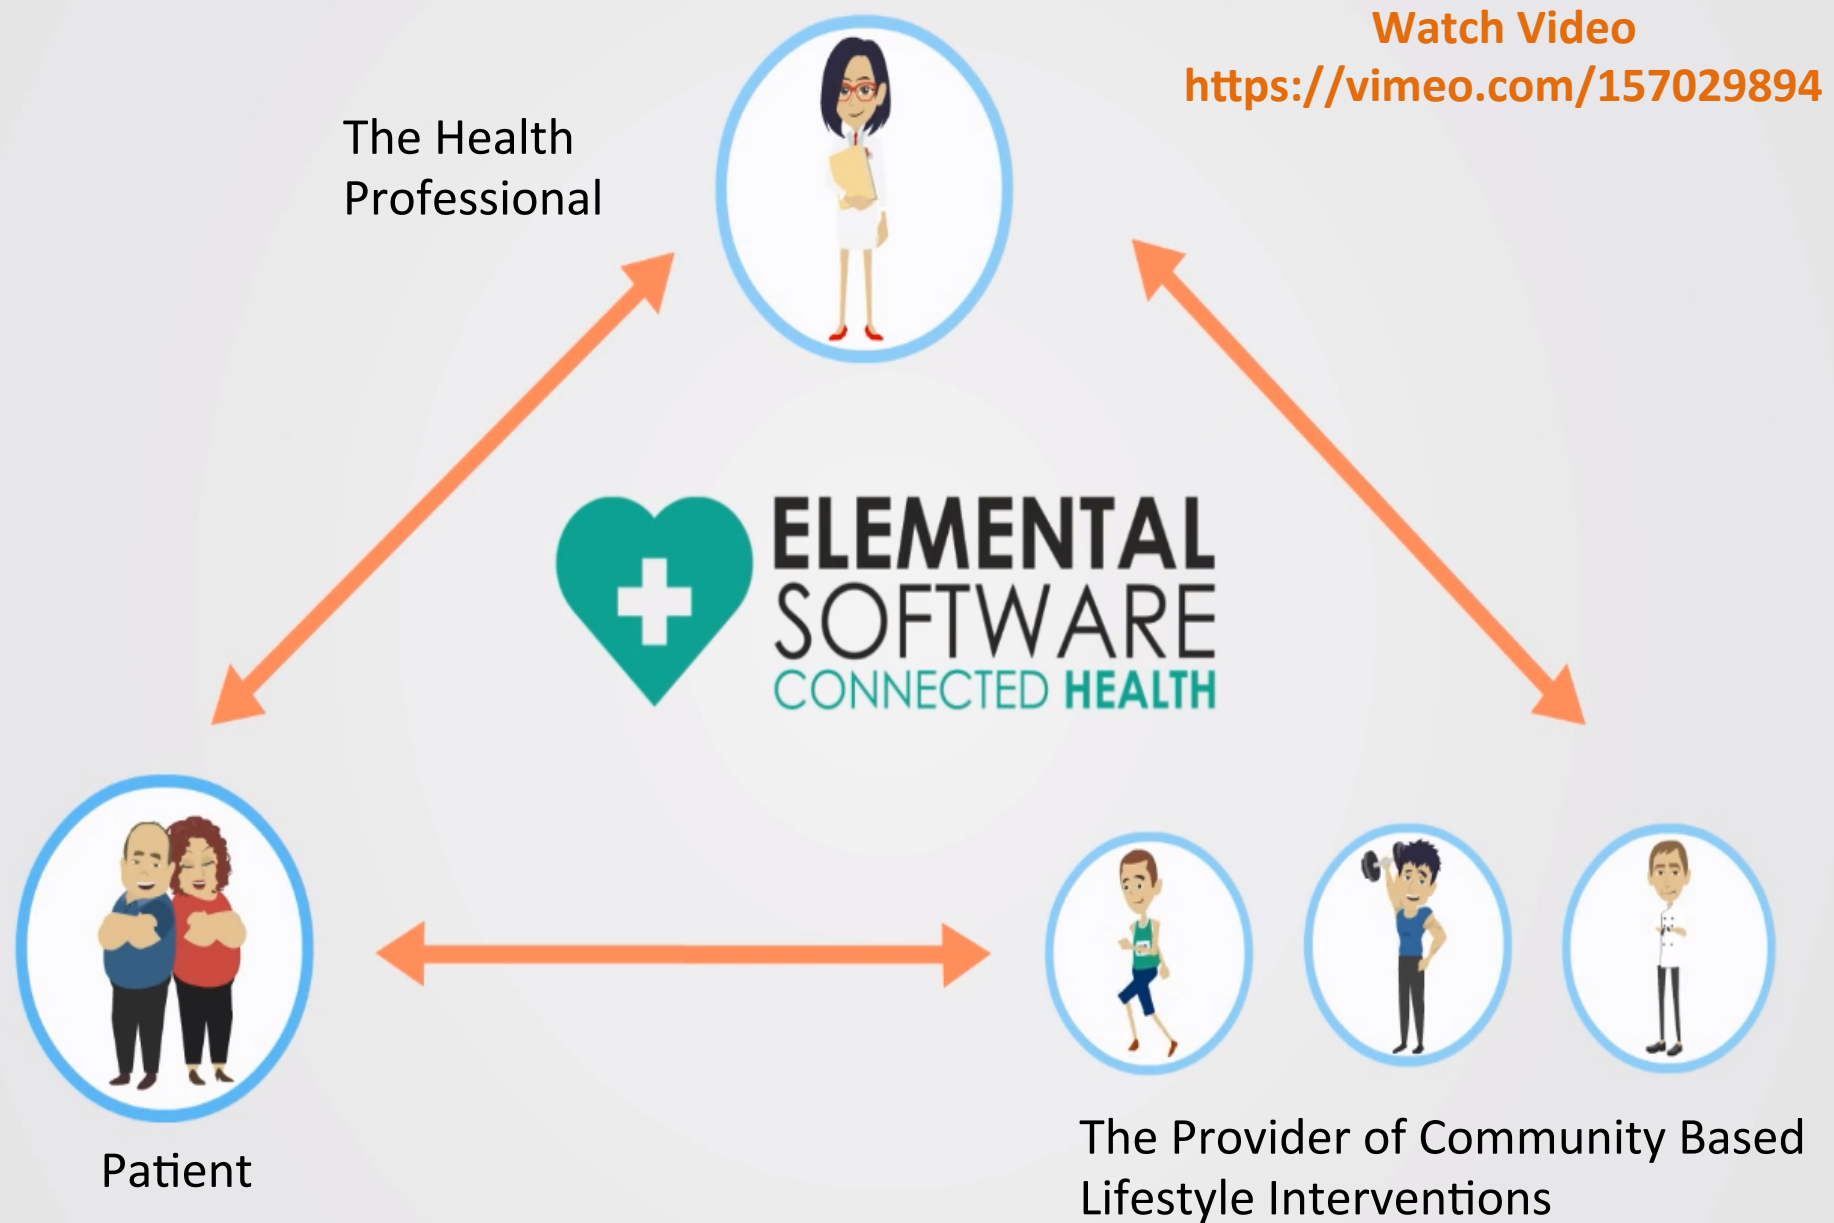 Watch Video
https://vimeo.com/157029894
The Health
Professional
ELEMENTAL
SOFTWARE
CONNECTED HEALTH
Patient
The Provider of Community Based
Lifestyle Interventions